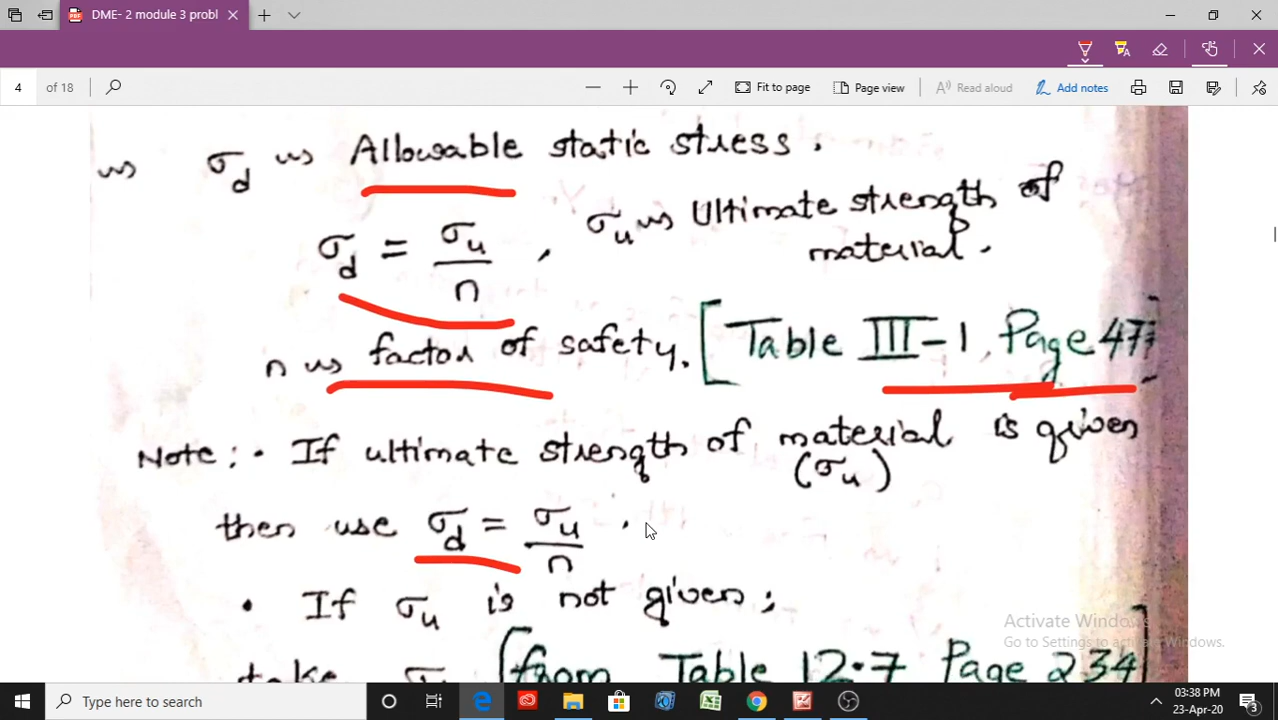 DME- 2 module 3 probl
4 of 18
Fit to page
Page view
Read aloud
Add notes
is σd is Allowable static stress.
σd = σu/n , σu is Ultimate strength of
material.
n is factor of safety. [Table III-1, Page 47]
Note: • If ultimate strength of material is given
(σu)
then use σd = σu/n .
• If σu is not given;
take σ [from Table 12.7 Page 234]
Activate Windows
Go to Settings to activate Windows.
Type here to search
03:38 PM
23-Apr-20
3